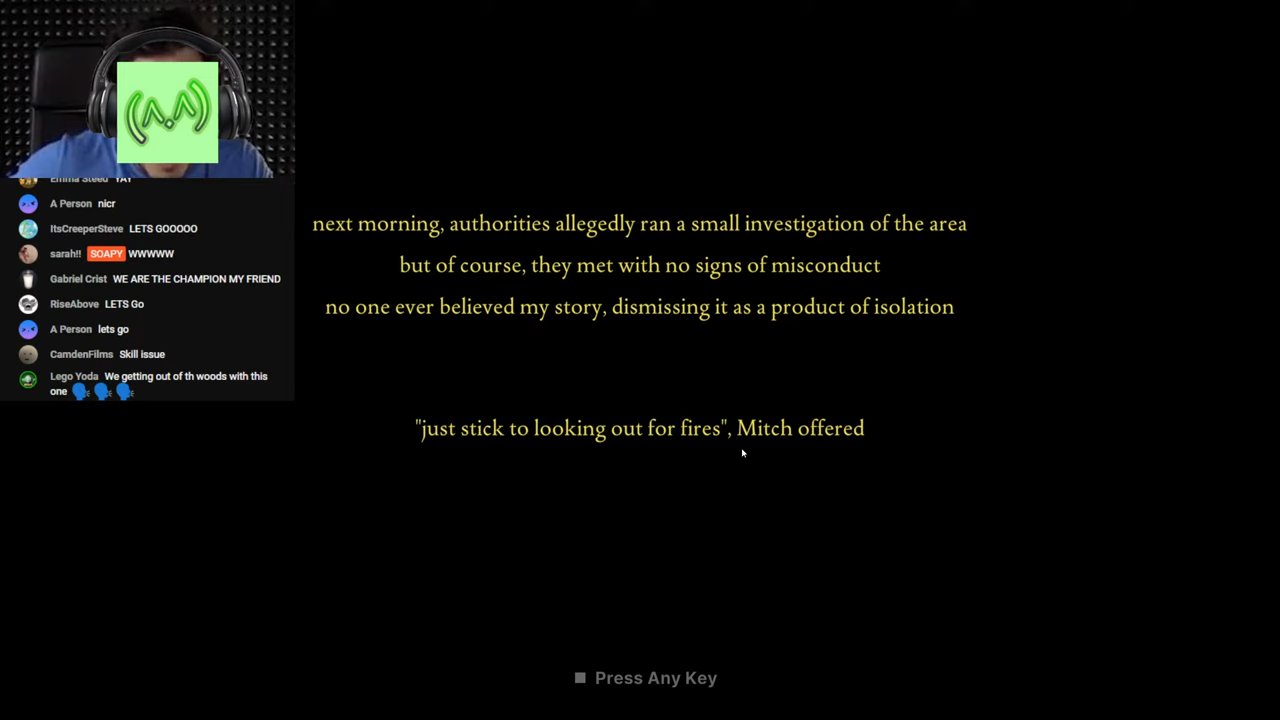 (^.^)
Emma Steed YAY
A Person nicr
ItsCreeperSteve LETS GOOOOO
sarah!! SOAPY WWWWW
Gabriel Crist WE ARE THE CHAMPION MY FRIEND
RiseAbove LETS Go
A Person lets go
CamdenFilms Skill issue
Lego Yoda We getting out of th woods with this
one 🗣️🗣️🗣️
next morning, authorities allegedly ran a small investigation of the area
but of course, they met with no signs of misconduct
no one ever believed my story, dismissing it as a product of isolation
"just stick to looking out for fires", Mitch offered
Press Any Key